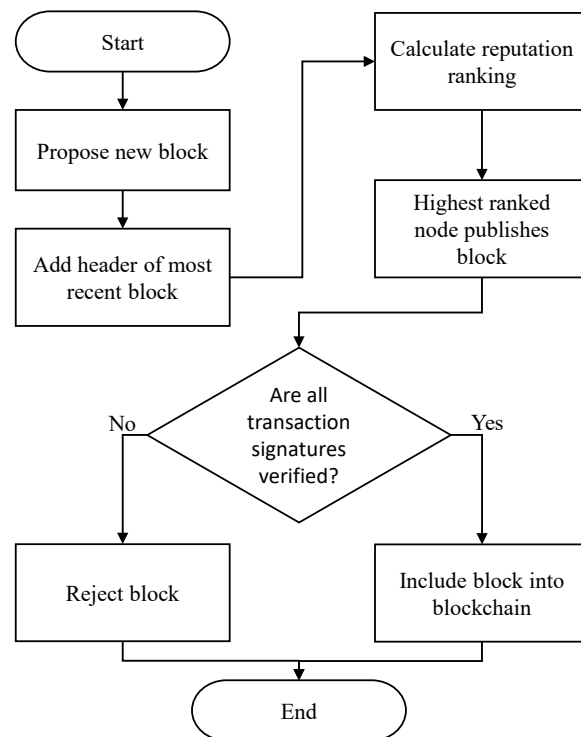 Start
Propose new block
Add header of most
recent block
Calculate reputation
ranking
Highest ranked
node publishes
block
Are all
transaction
signatures
verified?
No
Yes
Reject block
Include block into
blockchain
End